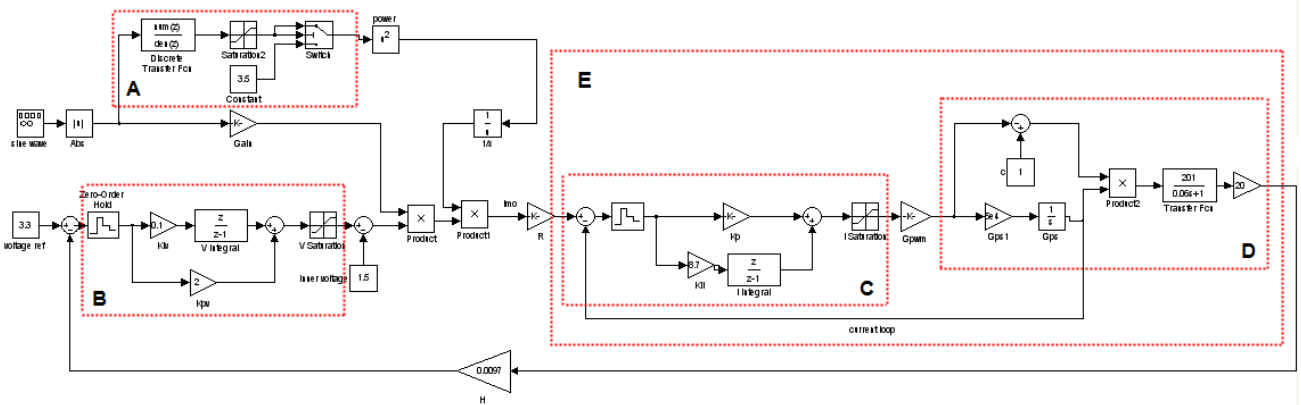 power
num(z)
den(z)
Discrete
Transfer Fcn
Saturation2
Switch
u²
3.5
Constant
A
E
sine wave
|u|
Abs
-K-
Gain
1
u
1/x
Zero-Order
Hold
3.3
voltage ref
0.1
KIv
z
z-1
V Integral
V Saturation
2
Kpv
B
Inner voltage
1.5
Product
Product1
Imo
-K-
R
-K-
Kp
8.7
z
z-1
I Integral
I Saturation
C
-K-
Gpwm
c
1
5e4
Gps1
1
s
Gps
Product2
201
0.06s+1
Transfer Fcn
20
D
current loop
0.0097
H